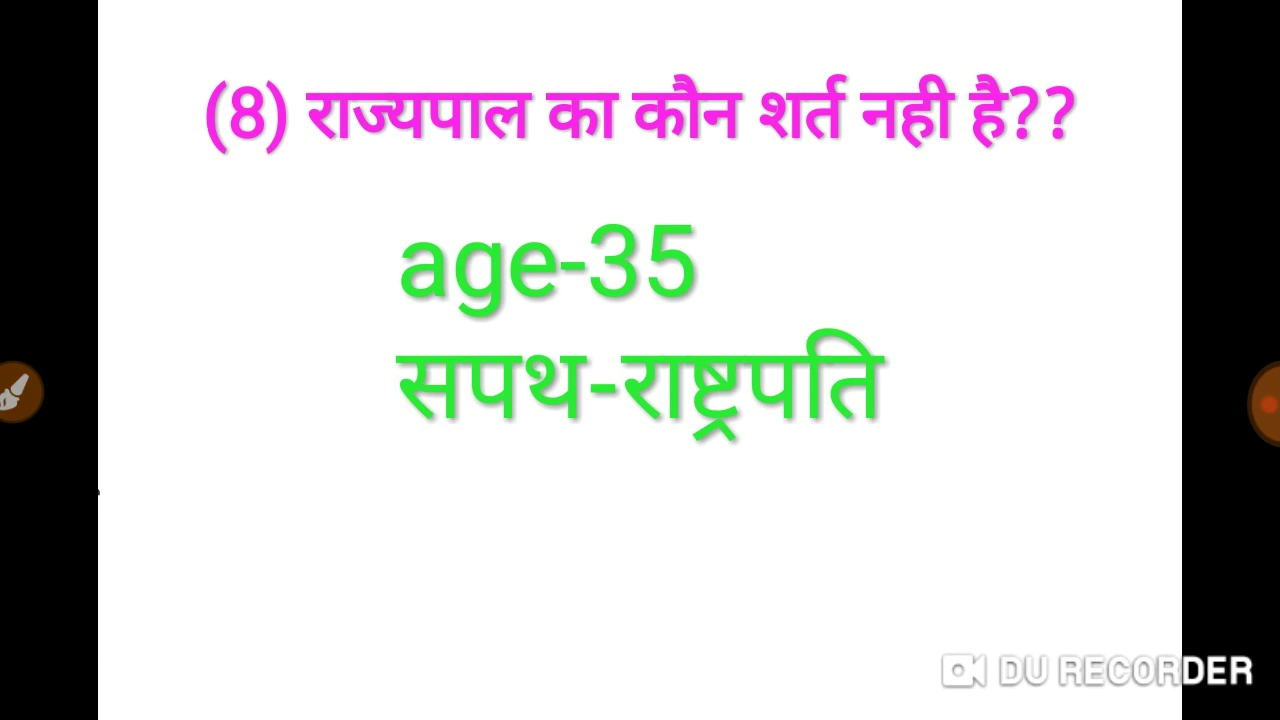 (8) राज्यपाल का कौन शर्त नही है??
age-35
सपथ-राष्ट्रपति
DU RECORDER